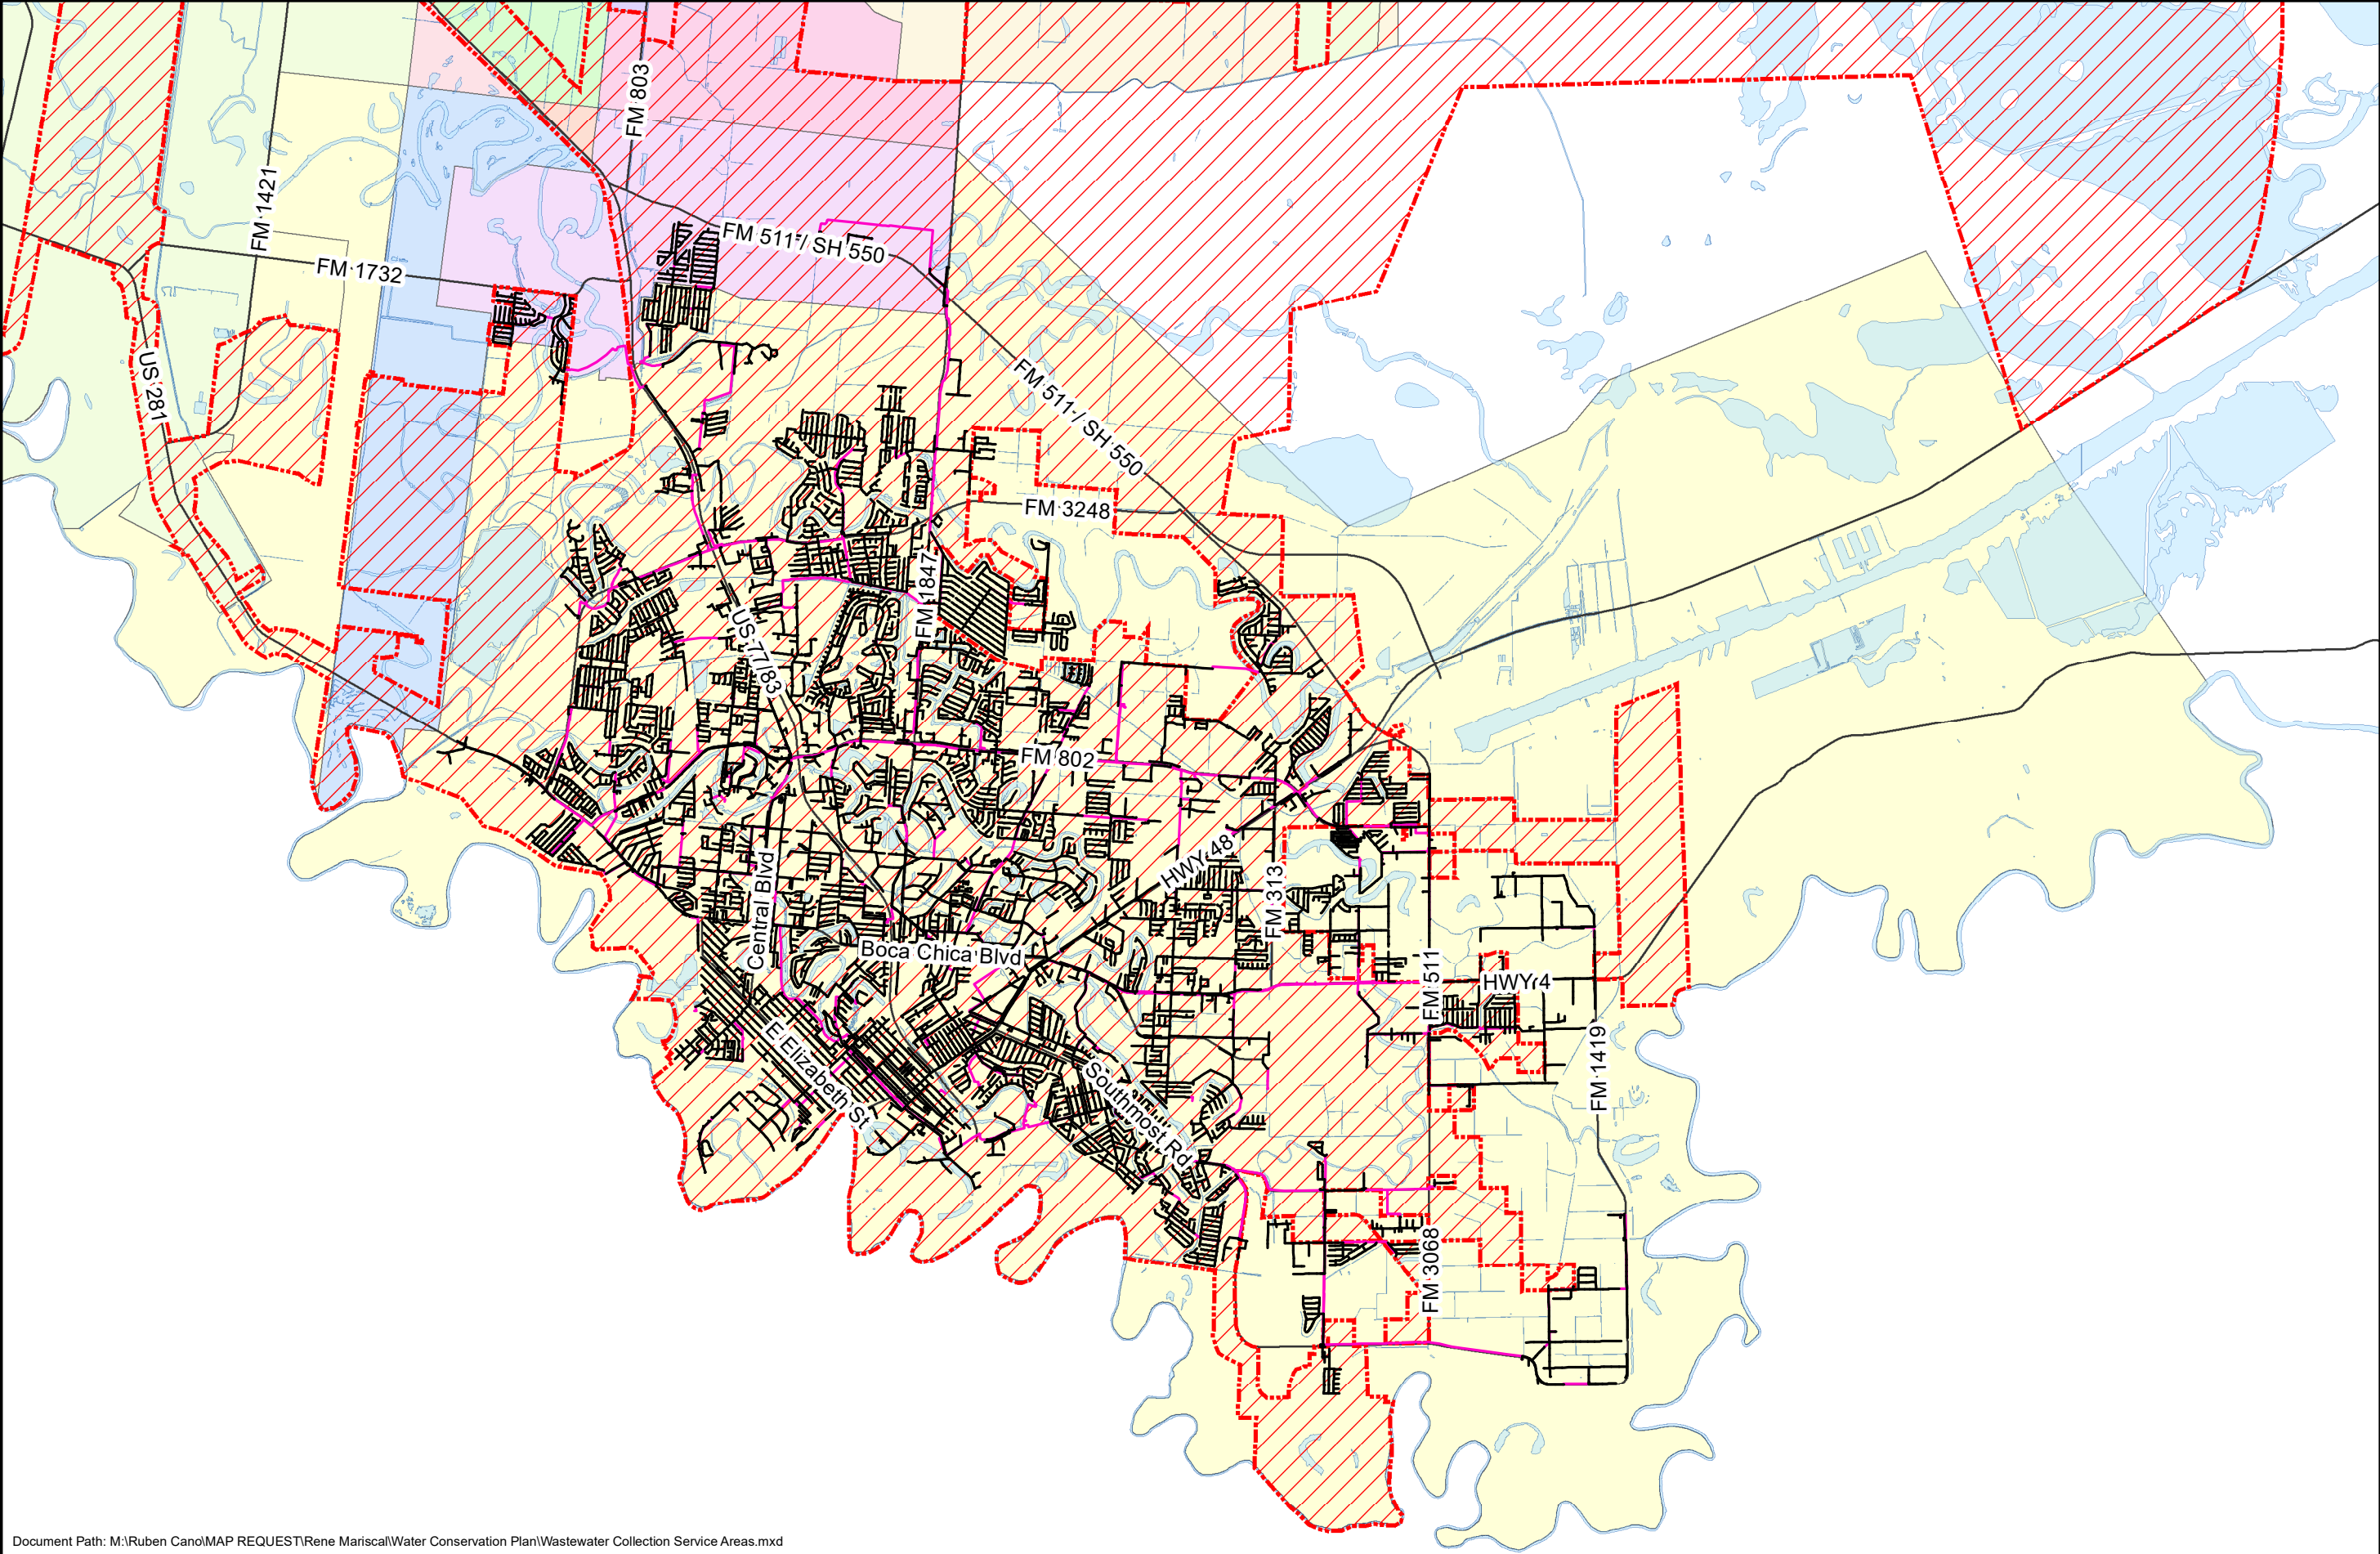 FM 803
FM 1421
FM 511 / SH 550
FM 1732
US 281
FM 511 / SH 550
FM 3248
FM 1847
US 77/83
FM 802
HWY 48
FM 313
Central Blvd
Boca Chica Blvd
FM 511
HWY 4
E Elizabeth St
Southmost Rd
FM 1419
FM 3068
Document Path: M:\Ruben Cano\MAP REQUEST\Rene Mariscal\Water Conservation Plan\Wastewater Collection Service Areas.mxd